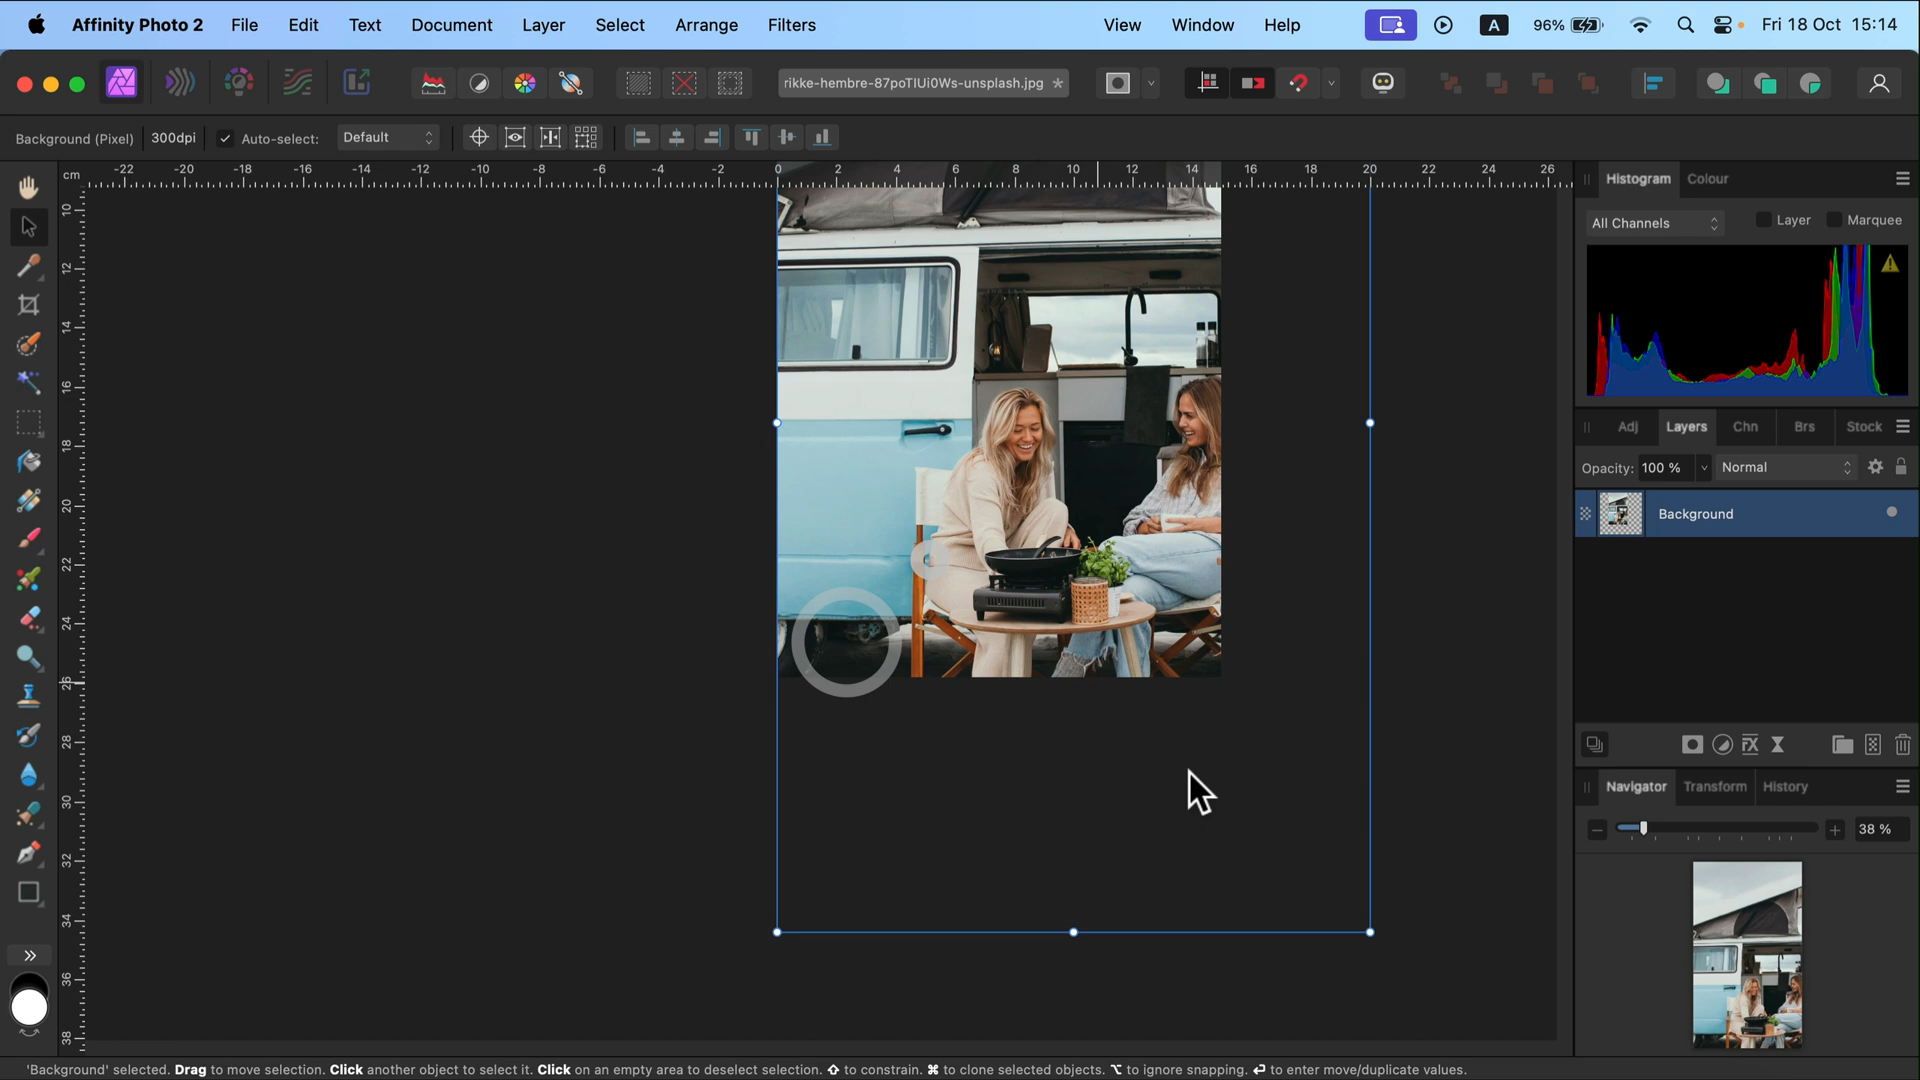 Affinity Photo 2 File Edit Text Document Layer Select Arrange Filters View Window Help A 96% Fri 18 Oct 15:14
rikke-hembre-87poTlUi0Ws-unsplash.jpg *
Background (Pixel) 300dpi Auto-select: Default
cm -22 -20 -18 -16 -14 -12 -10 -8 -6 -4 -2 0 2 4 6 8 10 12 14 16 18 20 22 24 26
10
12
14
16
18
20
22
24
26
28
30
32
34
36
38
Histogram Colour
All Channels Layer Marquee
Adj Layers Chn Brs Stock
Opacity: 100 % Normal
Background
Navigator Transform History
38 %
'Background' selected. Drag to move selection. Click another object to select it. Click on an empty area to deselect selection. ⇧ to constrain. ⌘ to clone selected objects. ⌥ to ignore snapping. ↵ to enter move/duplicate values.